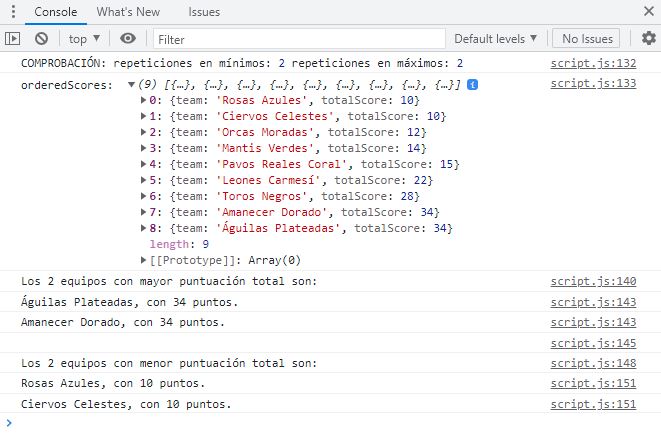 Console What's New Issues
top Filter Default levels No Issues
COMPROBACIÓN: repeticiones en mínimos: 2 repeticiones en máximos: 2 script.js:132
orderedScores: (9) [{…}, {…}, {…}, {…}, {…}, {…}, {…}, {…}, {…}] i script.js:133
0: {team: 'Rosas Azules', totalScore: 10}
1: {team: 'Ciervos Celestes', totalScore: 10}
2: {team: 'Orcas Moradas', totalScore: 12}
3: {team: 'Mantis Verdes', totalScore: 14}
4: {team: 'Pavos Reales Coral', totalScore: 15}
5: {team: 'Leones Carmesí', totalScore: 22}
6: {team: 'Toros Negros', totalScore: 28}
7: {team: 'Amanecer Dorado', totalScore: 34}
8: {team: 'Águilas Plateadas', totalScore: 34}
length: 9
[[Prototype]]: Array(0)
Los 2 equipos con mayor puntuación total son: script.js:140
Águilas Plateadas, con 34 puntos. script.js:143
Amanecer Dorado, con 34 puntos. script.js:143
script.js:145
Los 2 equipos con menor puntuación total son: script.js:148
Rosas Azules, con 10 puntos. script.js:151
Ciervos Celestes, con 10 puntos. script.js:151